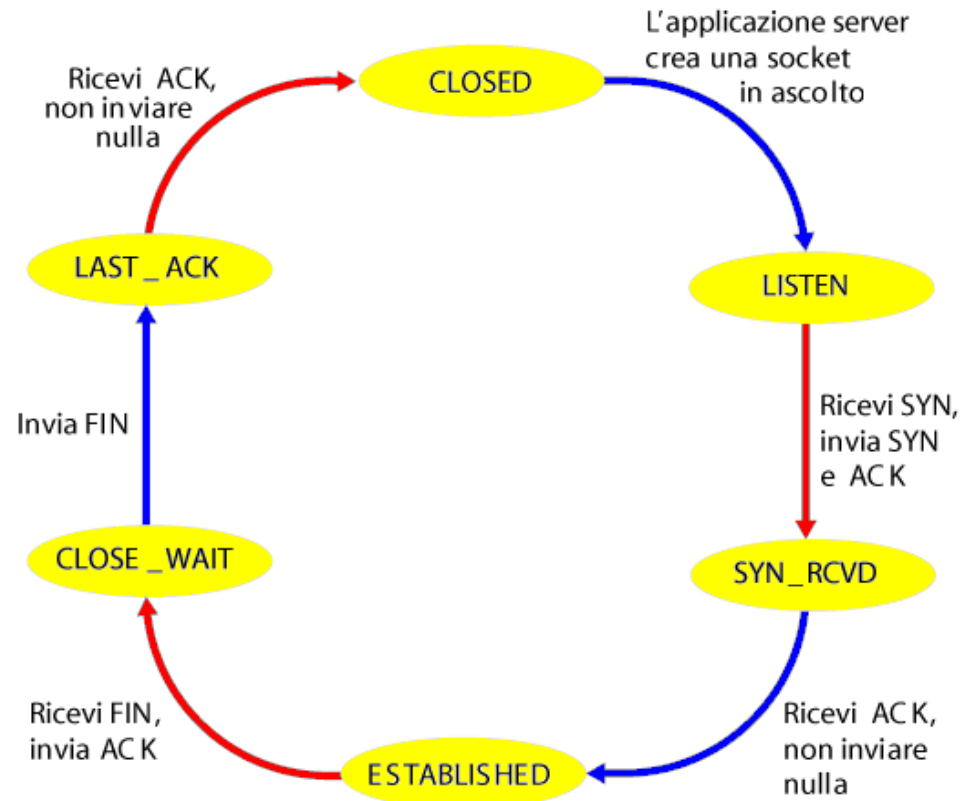 L'applicazione server
crea una socket
in ascolto
CLOSED
Ricevi ACK,
non inviare
nulla
LAST_ACK
LISTEN
Ricevi SYN,
invia SYN
e ACK
Invia FIN
CLOSE_WAIT
SYN_RCVD
Ricevi FIN,
invia ACK
ESTABLISHED
Ricevi ACK,
non inviare
nulla